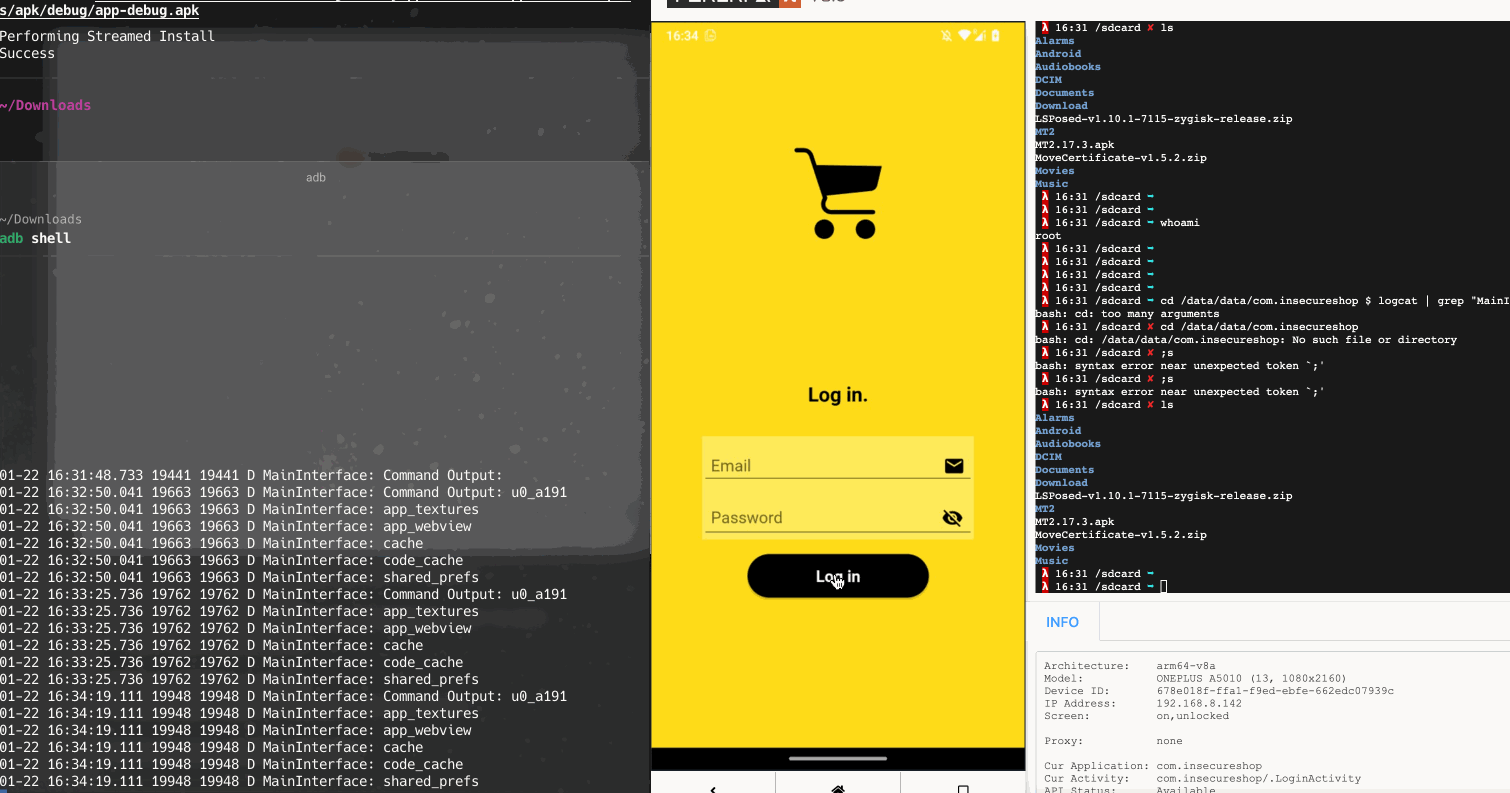 s/apk/debug/app-debug.apk
Performing Streamed Install
Success
~/Downloads
adb
~/Downloads
adb shell
01-22 16:31:48.733 19441 19441 D MainInterface: Command Output:
01-22 16:32:50.041 19663 19663 D MainInterface: Command Output: u0_a191
01-22 16:32:50.041 19663 19663 D MainInterface: app_textures
01-22 16:32:50.041 19663 19663 D MainInterface: app_webview
01-22 16:32:50.041 19663 19663 D MainInterface: cache
01-22 16:32:50.041 19663 19663 D MainInterface: code_cache
01-22 16:32:50.041 19663 19663 D MainInterface: shared_prefs
01-22 16:33:25.736 19762 19762 D MainInterface: Command Output: u0_a191
01-22 16:33:25.736 19762 19762 D MainInterface: app_textures
01-22 16:33:25.736 19762 19762 D MainInterface: app_webview
01-22 16:33:25.736 19762 19762 D MainInterface: cache
01-22 16:33:25.736 19762 19762 D MainInterface: code_cache
01-22 16:33:25.736 19762 19762 D MainInterface: shared_prefs
01-22 16:34:19.111 19948 19948 D MainInterface: Command Output: u0_a191
01-22 16:34:19.111 19948 19948 D MainInterface: app_textures
01-22 16:34:19.111 19948 19948 D MainInterface: app_webview
01-22 16:34:19.111 19948 19948 D MainInterface: cache
01-22 16:34:19.111 19948 19948 D MainInterface: code_cache
01-22 16:34:19.111 19948 19948 D MainInterface: shared_prefs
16:34
Log in.
Email
Password
Log in
λ 16:31 /sdcard ✗ ls
Alarms
Android
Audiobooks
DCIM
Documents
Download
LSPosed-v1.10.1-7115-zygisk-release.zip
MT2
MT2.17.3.apk
MoveCertificate-v1.5.2.zip
Movies
Music
λ 16:31 /sdcard ➥
λ 16:31 /sdcard ➥
λ 16:31 /sdcard ➥ whoami
root
λ 16:31 /sdcard ➥
λ 16:31 /sdcard ➥
λ 16:31 /sdcard ➥
λ 16:31 /sdcard ➥
λ 16:31 /sdcard ➥ cd /data/data/com.insecureshop $ logcat | grep "MainI
bash: cd: too many arguments
λ 16:31 /sdcard ✗ cd /data/data/com.insecureshop
bash: cd: /data/data/com.insecureshop: No such file or directory
λ 16:31 /sdcard ✗ ;s
bash: syntax error near unexpected token `;'
λ 16:31 /sdcard ✗ ;s
bash: syntax error near unexpected token `;'
λ 16:31 /sdcard ✗ ls
Alarms
Android
Audiobooks
DCIM
Documents
Download
LSPosed-v1.10.1-7115-zygisk-release.zip
MT2
MT2.17.3.apk
MoveCertificate-v1.5.2.zip
Movies
Music
λ 16:31 /sdcard ➥
λ 16:31 /sdcard ➥
INFO
Architecture: arm64-v8a
Model: ONEPLUS A5010 (13, 1080x2160)
Device ID: 678e018f-ffa1-f9ed-ebfe-662edc07939c
IP Address: 192.168.8.142
Screen: on,unlocked
Proxy: none
Cur Application: com.insecureshop
Cur Activity: com.insecureshop/.LoginActivity
API Status: Available